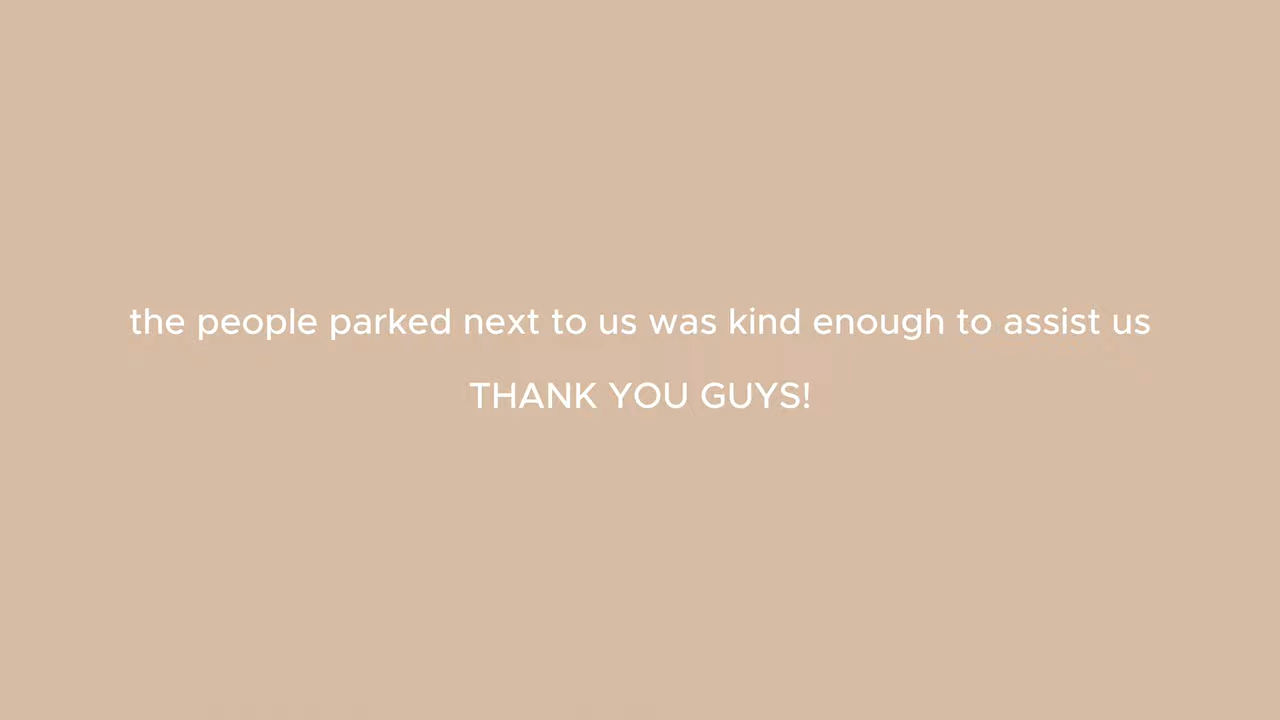 the people parked next to us was kind enough to assist us
THANK YOU GUYS!